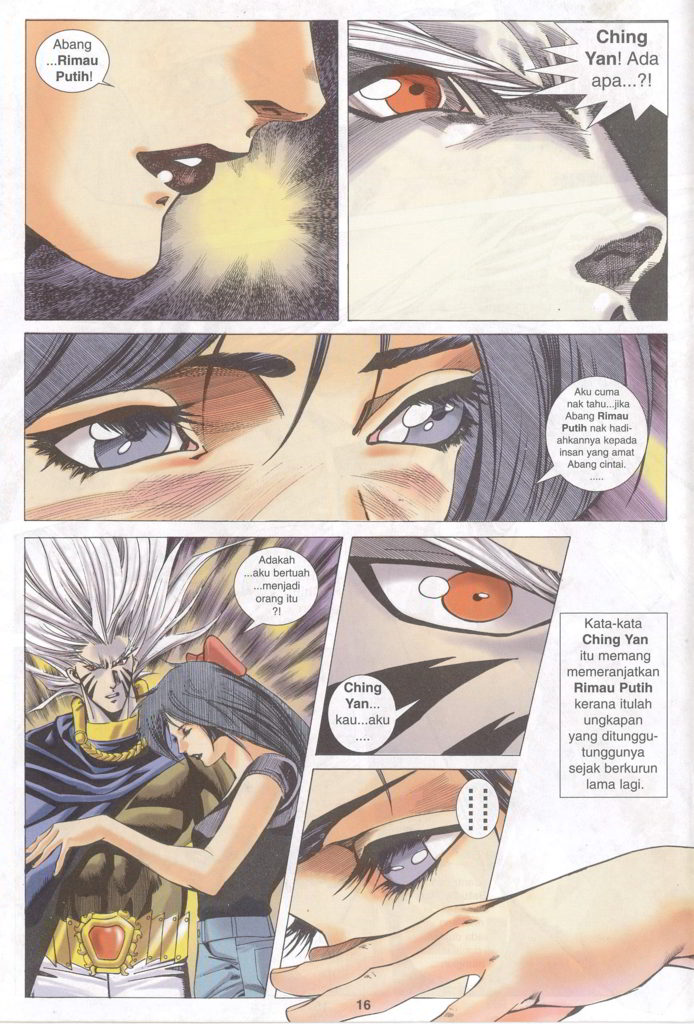 Abang
...Rimau
Putih!
Ching
Yan! Ada
apa...?!
Aku cuma
nak tahu...jika
Abang Rimau
Putih nak hadi-
ahkannya kepada
insan yang amat
Abang cintai.
.....
Adakah
...aku bertuah
...menjadi
orang itu
?!
Ching
Yan...
kau...aku
....
Kata-kata
Ching Yan
itu memang
memeranjatkan
Rimau Putih
kerana itulah
ungkapan
yang ditunggu-
tunggunya
sejak berkurun
lama lagi.
16